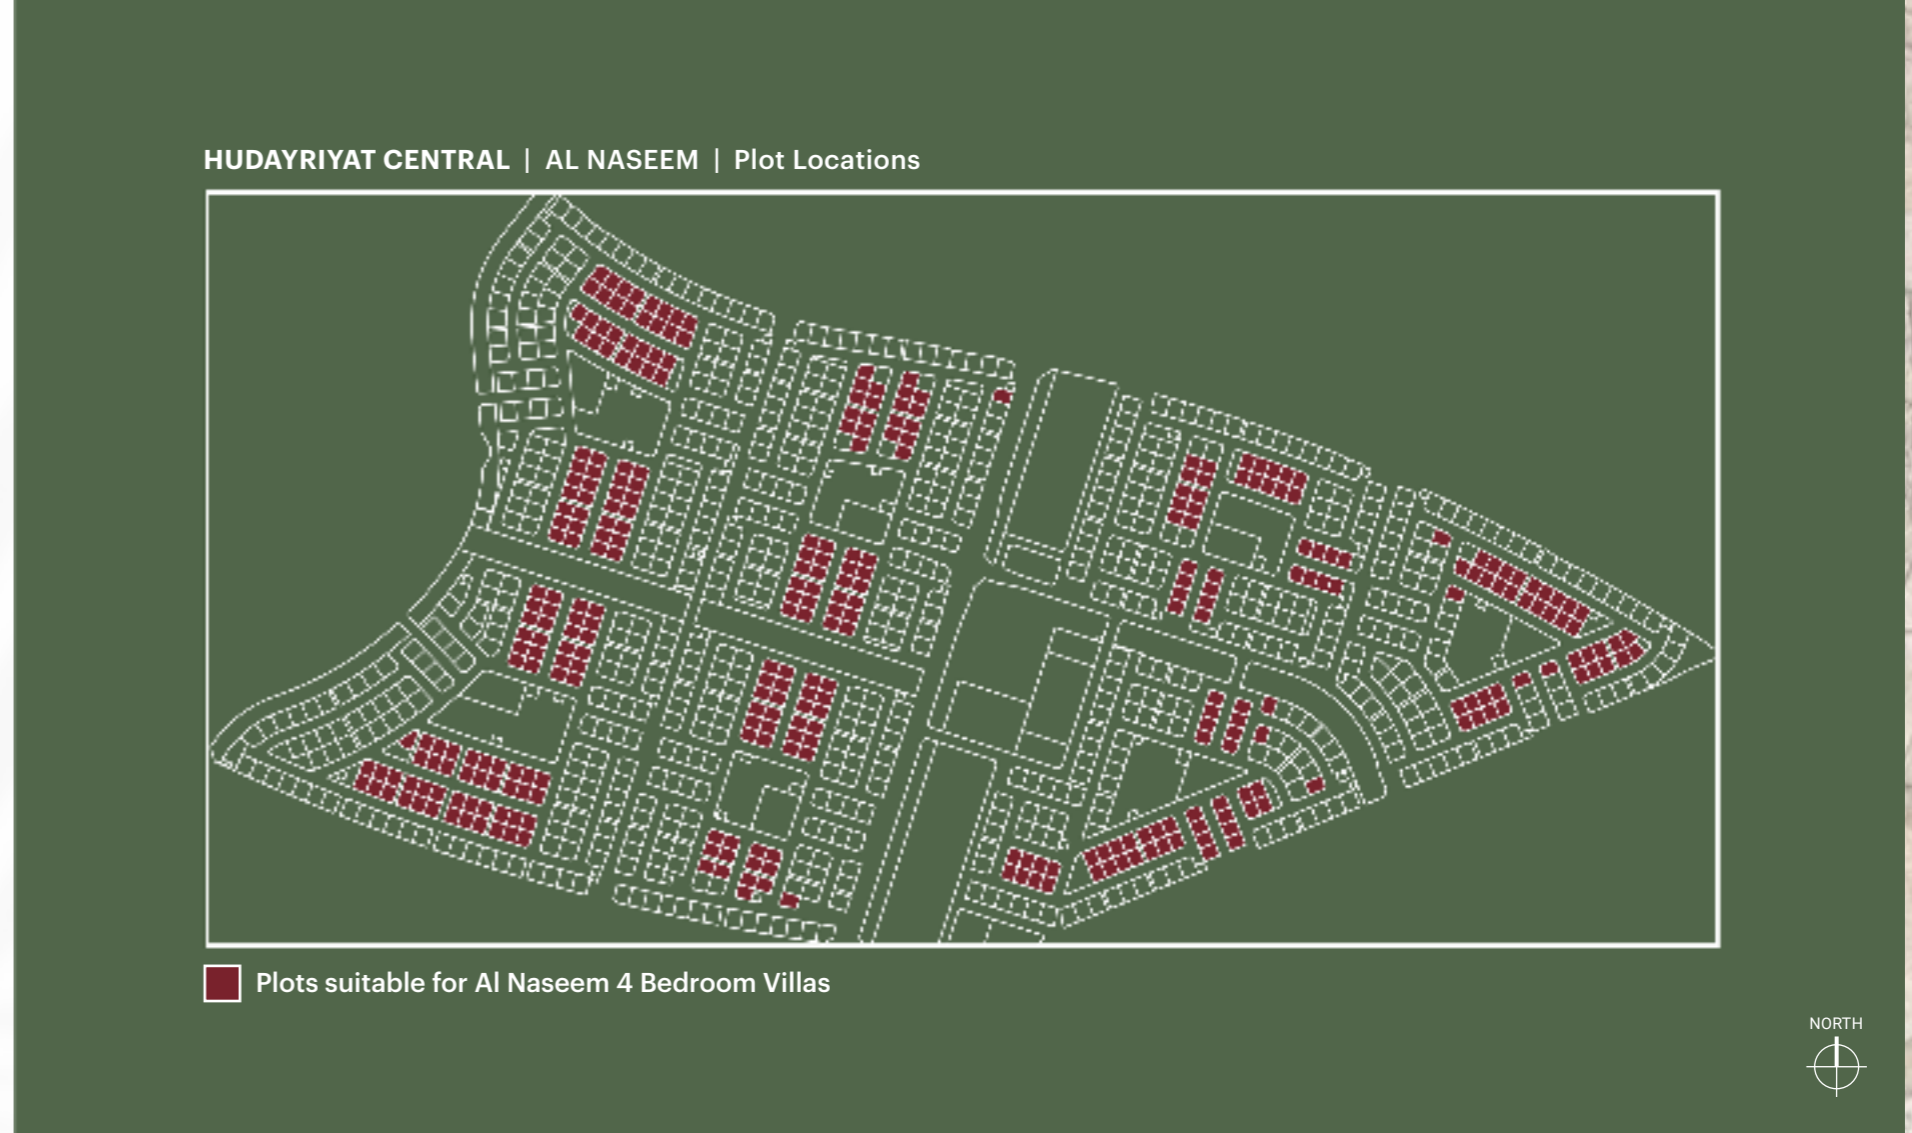 HUDAYRIYAT CENTRAL | AL NASEEM | Plot Locations
Plots suitable for Al Naseem 4 Bedroom Villas
NORTH